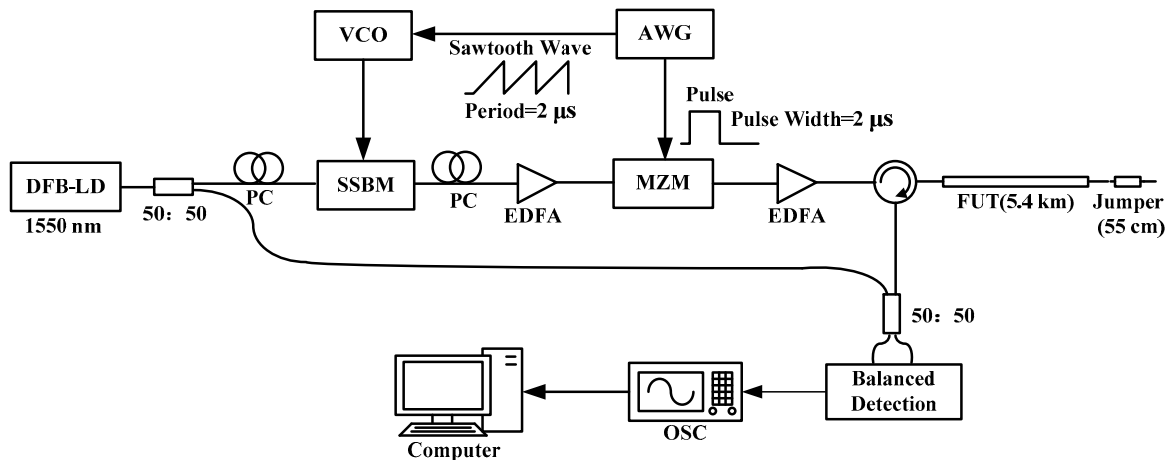 VCO
AWG
Sawtooth Wave
Period=2 μs
Pulse
Pulse Width=2 μs
DFB-LD
1550 nm
50：50
PC
SSBM
PC
EDFA
MZM
EDFA
FUT(5.4 km)
Jumper
(55 cm)
50：50
Balanced
Detection
OSC
Computer